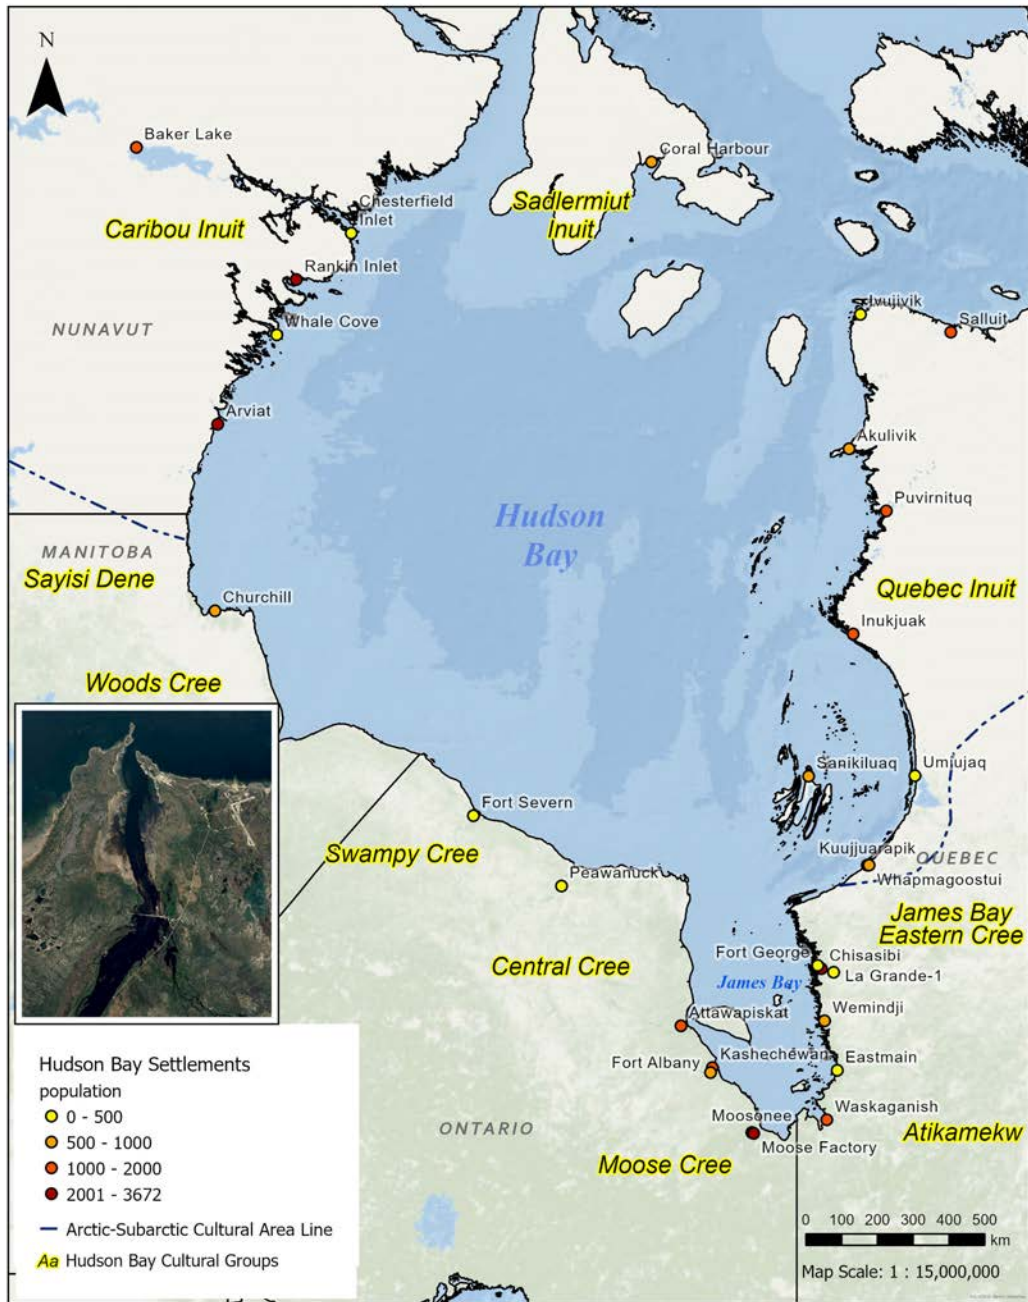 N
Baker Lake
Coral Harbour
Chesterfield
Inlet
Sadlermiut
Inuit
Caribou Inuit
Rankin Inlet
NUNAVUT
Whale Cove
Ivujivik
Salluit
Arviat
Akulivik
Puvirnituq
Hudson
Bay
MANITOBA
Sayisi Dene
Quebec Inuit
Churchill
Inukjuak
Woods Cree
Sanikiluaq
Umiujaq
Fort Severn
Swampy Cree
Kuujjuarapik
QUEBEC
Peawanuck
Whapmagoostui
James Bay
Eastern Cree
Central Cree
Fort George
Chisasibi
James Bay
La Grande-1
Attawapiskat
Wemindji
Kashechewan
Fort Albany
Eastmain
Hudson Bay Settlements
population
0 - 500
500 - 1000
1000 - 2000
2001 - 3672
Arctic-Subarctic Cultural Area Line
Aa Hudson Bay Cultural Groups
Moosonee
Waskaganish
ONTARIO
Atikamekw
Moose Factory
Moose Cree
0 100 200 300 400 500
km
Map Scale: 1 : 15,000,000